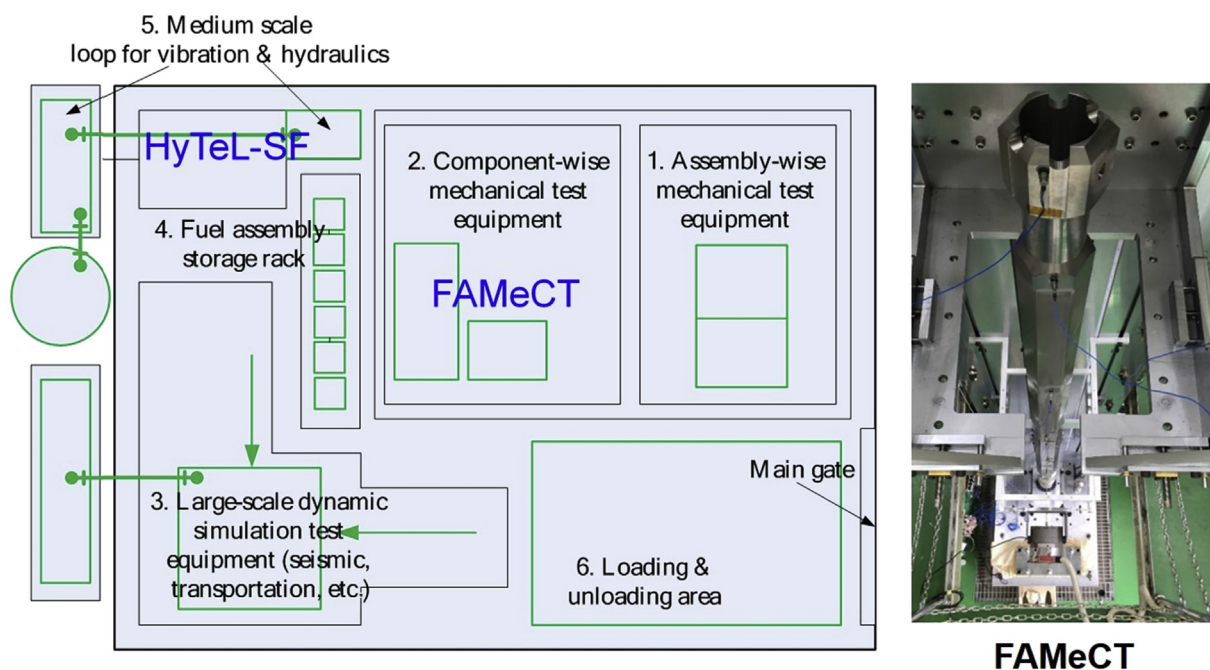 5. Medium scale
loop for vibration & hydraulics
HyTeL-SF
2. Component-wise
mechanical test
equipment
1. Assembly-wise
mechanical test
equipment
4. Fuel assembly
storage rack
FAMeCT
Main gate
3. Large-scale dynamic
simulation test
equipment (seismic,
transportation, etc.)
6. Loading &
unloading area
FAMeCT